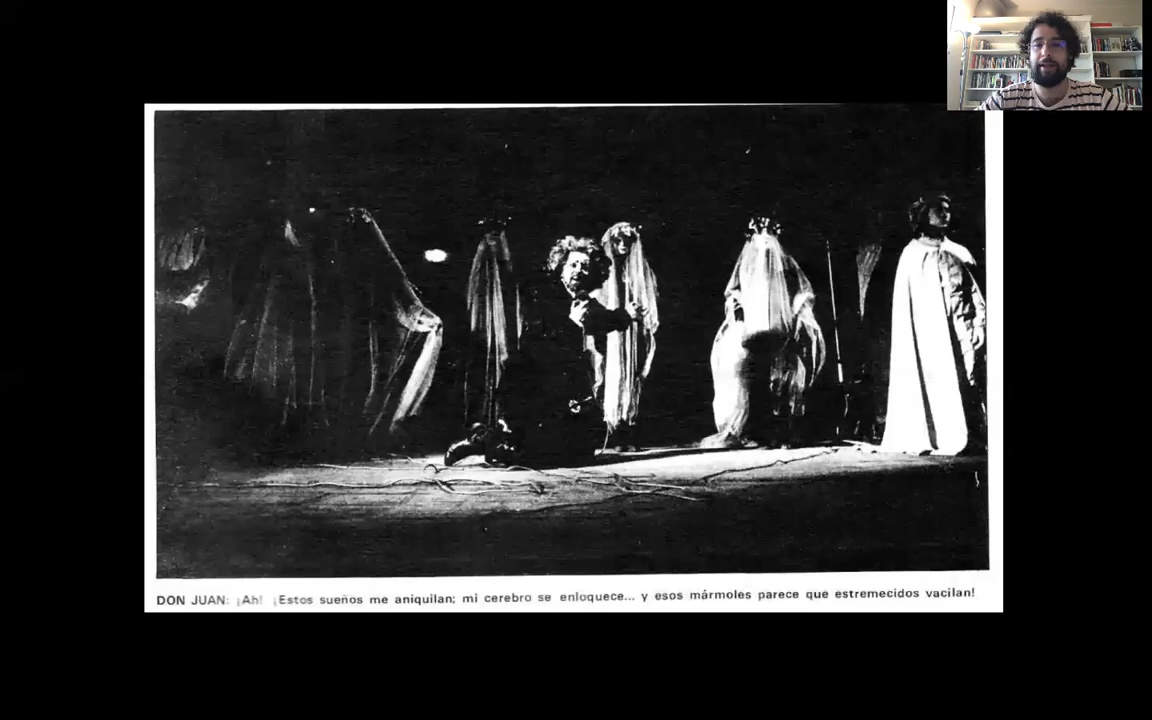 DON JUAN: ¡Ah! ¡Estos sueños me aniquilan; mi cerebro se enloquece... y esos mármoles parece que estremecidos vacilan!